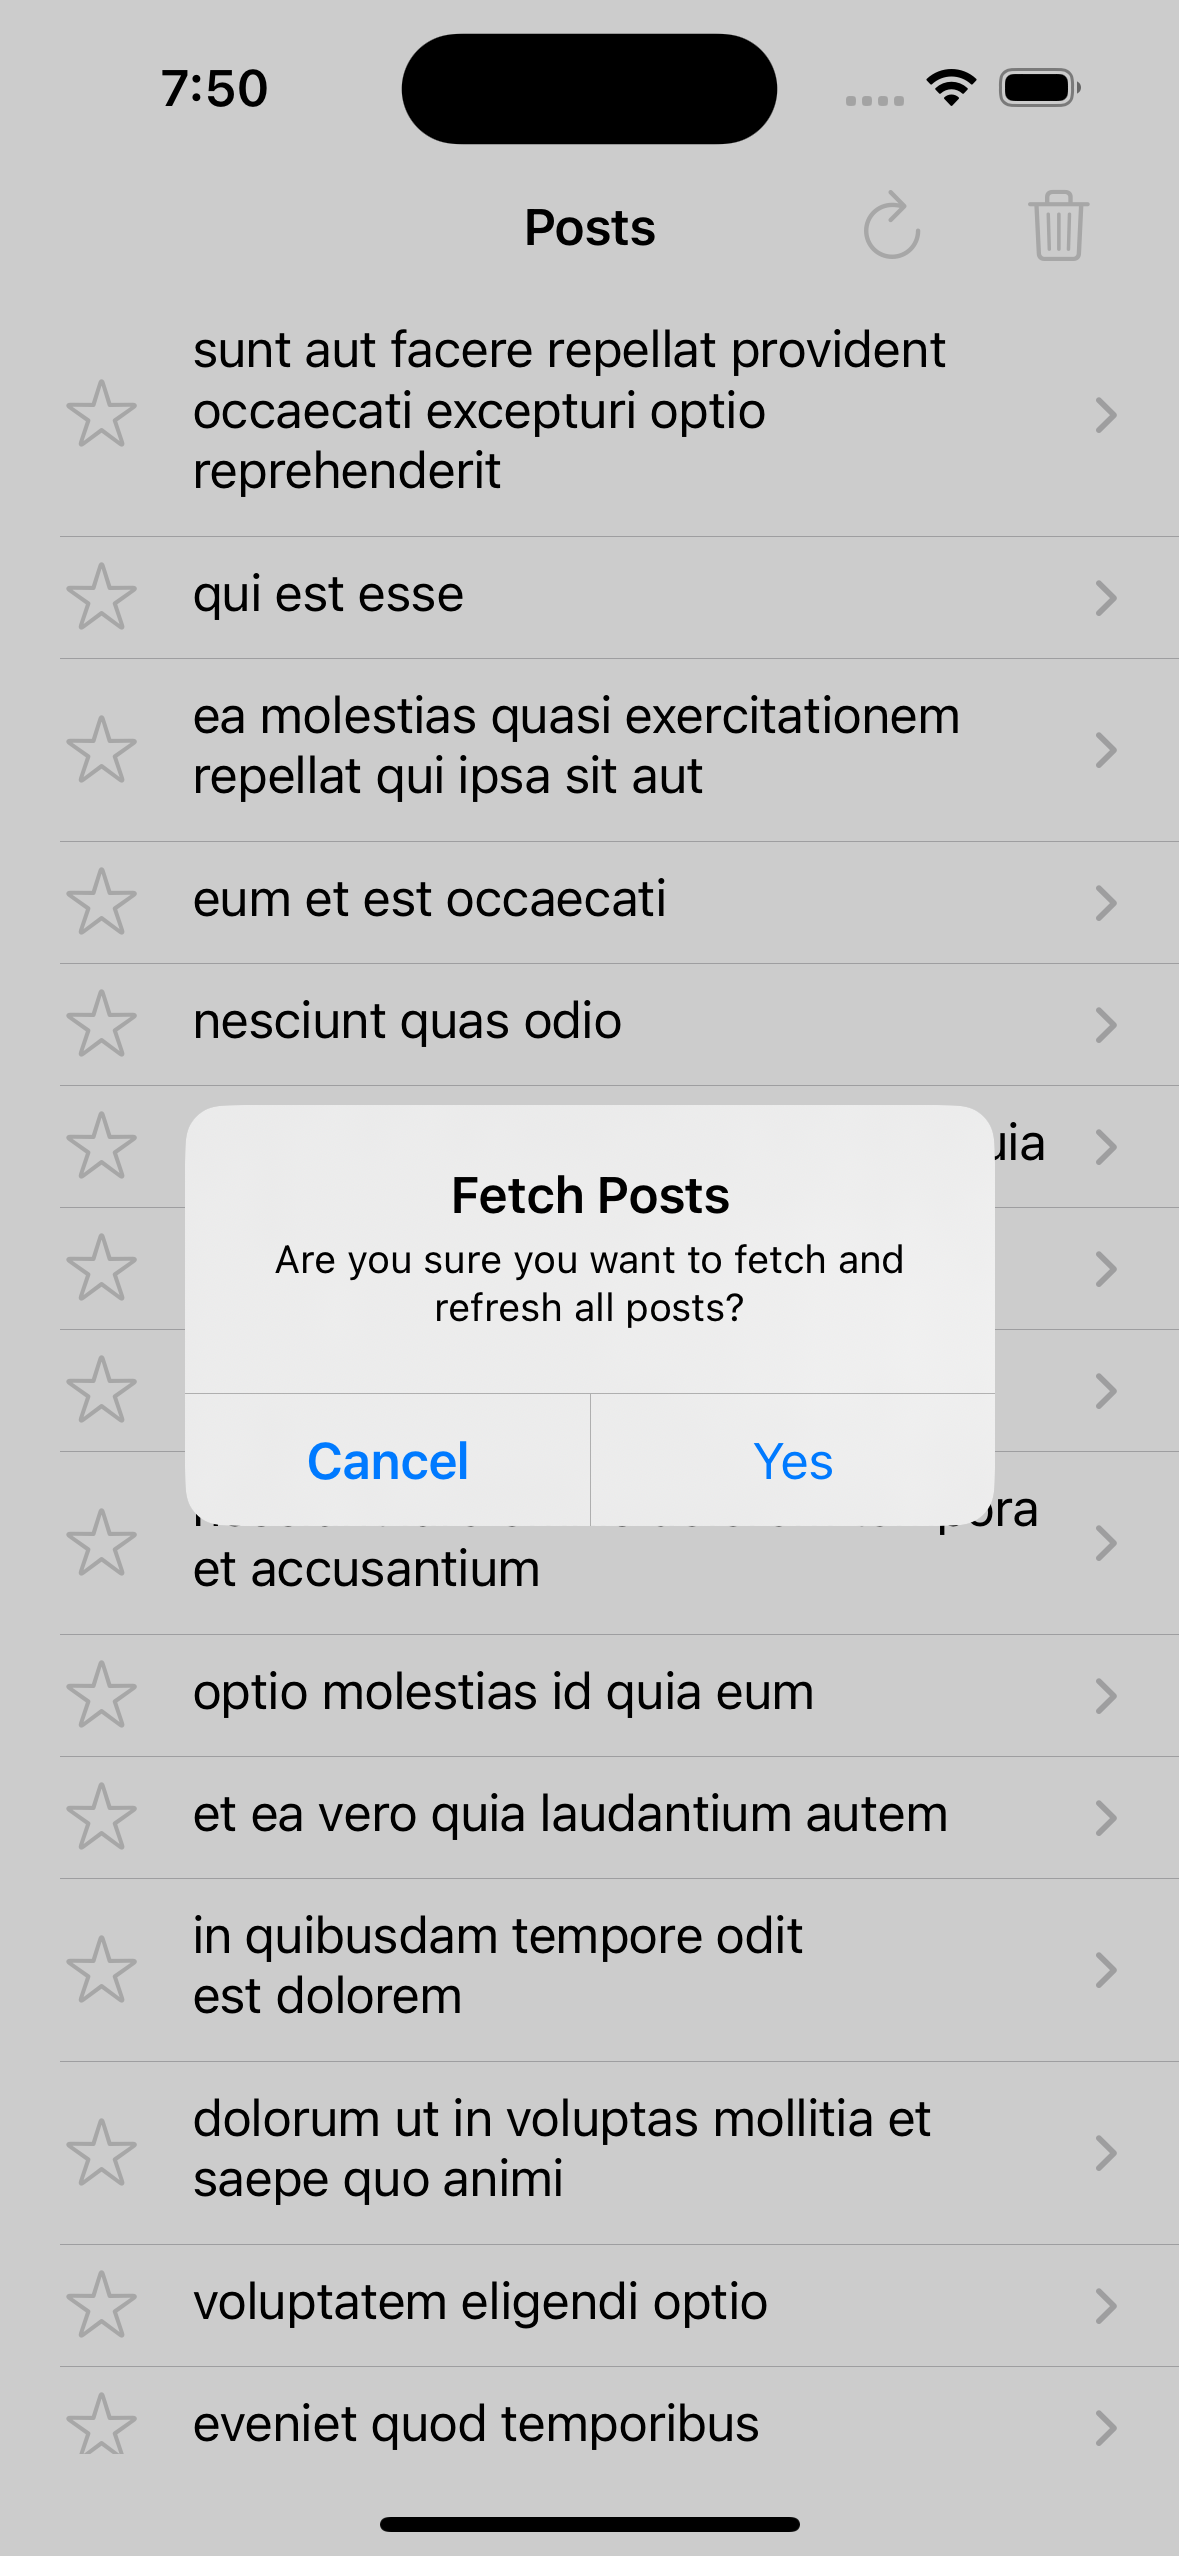 7:50
Posts
sunt aut facere repellat provident
occaecati excepturi optio
reprehenderit
qui est esse
ea molestias quasi exercitationem
repellat qui ipsa sit aut
eum et est occaecati
nesciunt quas odio
Fetch Posts
Are you sure you want to fetch and
refresh all posts?
Cancel
Yes
et accusantium
optio molestias id quia eum
et ea vero quia laudantium autem
in quibusdam tempore odit
est dolorem
dolorum ut in voluptas mollitia et
saepe quo animi
voluptatem eligendi optio
eveniet quod temporibus